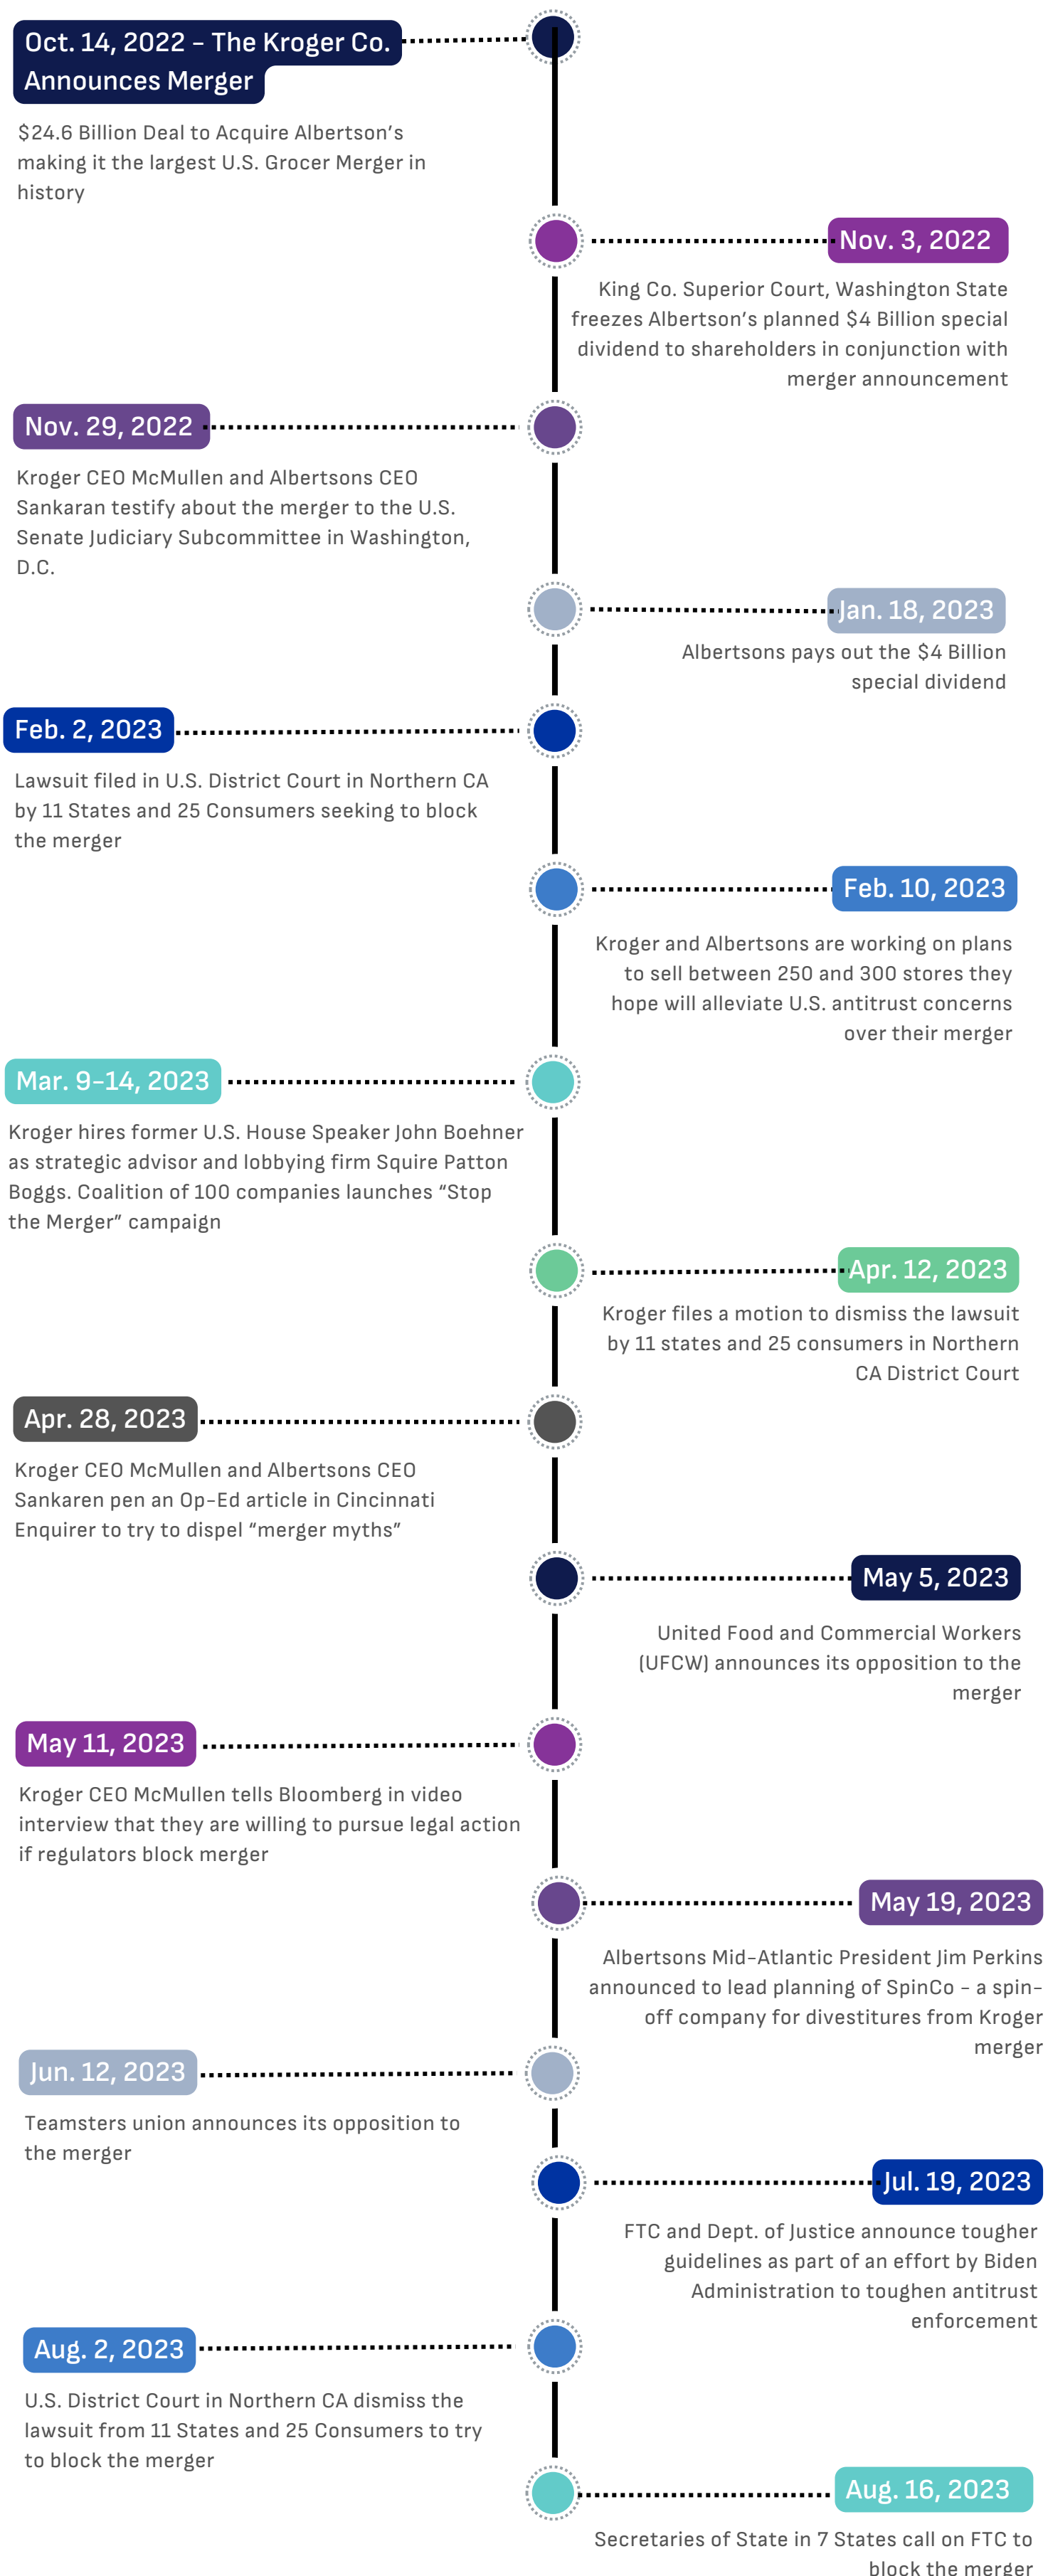 Oct. 14, 2022 - The Kroger Co.
Announces Merger
$24.6 Billion Deal to Acquire Albertson’s
making it the largest U.S. Grocer Merger in
history
Nov. 3, 2022
King Co. Superior Court, Washington State
freezes Albertson’s planned $4 Billion special
dividend to shareholders in conjunction with
merger announcement
Nov. 29, 2022
Kroger CEO McMullen and Albertsons CEO
Sankaran testify about the merger to the U.S.
Senate Judiciary Subcommittee in Washington,
D.C.
Jan. 18, 2023
Albertsons pays out the $4 Billion
special dividend
Feb. 2, 2023
Lawsuit filed in U.S. District Court in Northern CA
by 11 States and 25 Consumers seeking to block
the merger
Feb. 10, 2023
Kroger and Albertsons are working on plans
to sell between 250 and 300 stores they
hope will alleviate U.S. antitrust concerns
over their merger
Mar. 9-14, 2023
Kroger hires former U.S. House Speaker John Boehner
as strategic advisor and lobbying firm Squire Patton
Boggs. Coalition of 100 companies launches “Stop
the Merger” campaign
Apr. 12, 2023
Kroger files a motion to dismiss the lawsuit
by 11 states and 25 consumers in Northern
CA District Court
Apr. 28, 2023
Kroger CEO McMullen and Albertsons CEO
Sankaren pen an Op-Ed article in Cincinnati
Enquirer to try to dispel “merger myths”
May 5, 2023
United Food and Commercial Workers
(UFCW) announces its opposition to the
merger
May 11, 2023
Kroger CEO McMullen tells Bloomberg in video
interview that they are willing to pursue legal action
if regulators block merger
May 19, 2023
Albertsons Mid-Atlantic President Jim Perkins
announced to lead planning of SpinCo - a spin-
off company for divestitures from Kroger
merger
Jun. 12, 2023
Teamsters union announces its opposition to
the merger
Jul. 19, 2023
FTC and Dept. of Justice announce tougher
guidelines as part of an effort by Biden
Administration to toughen antitrust
enforcement
Aug. 2, 2023
U.S. District Court in Northern CA dismiss the
lawsuit from 11 States and 25 Consumers to try
to block the merger
Aug. 16, 2023
Secretaries of State in 7 States call on FTC to
block the merger